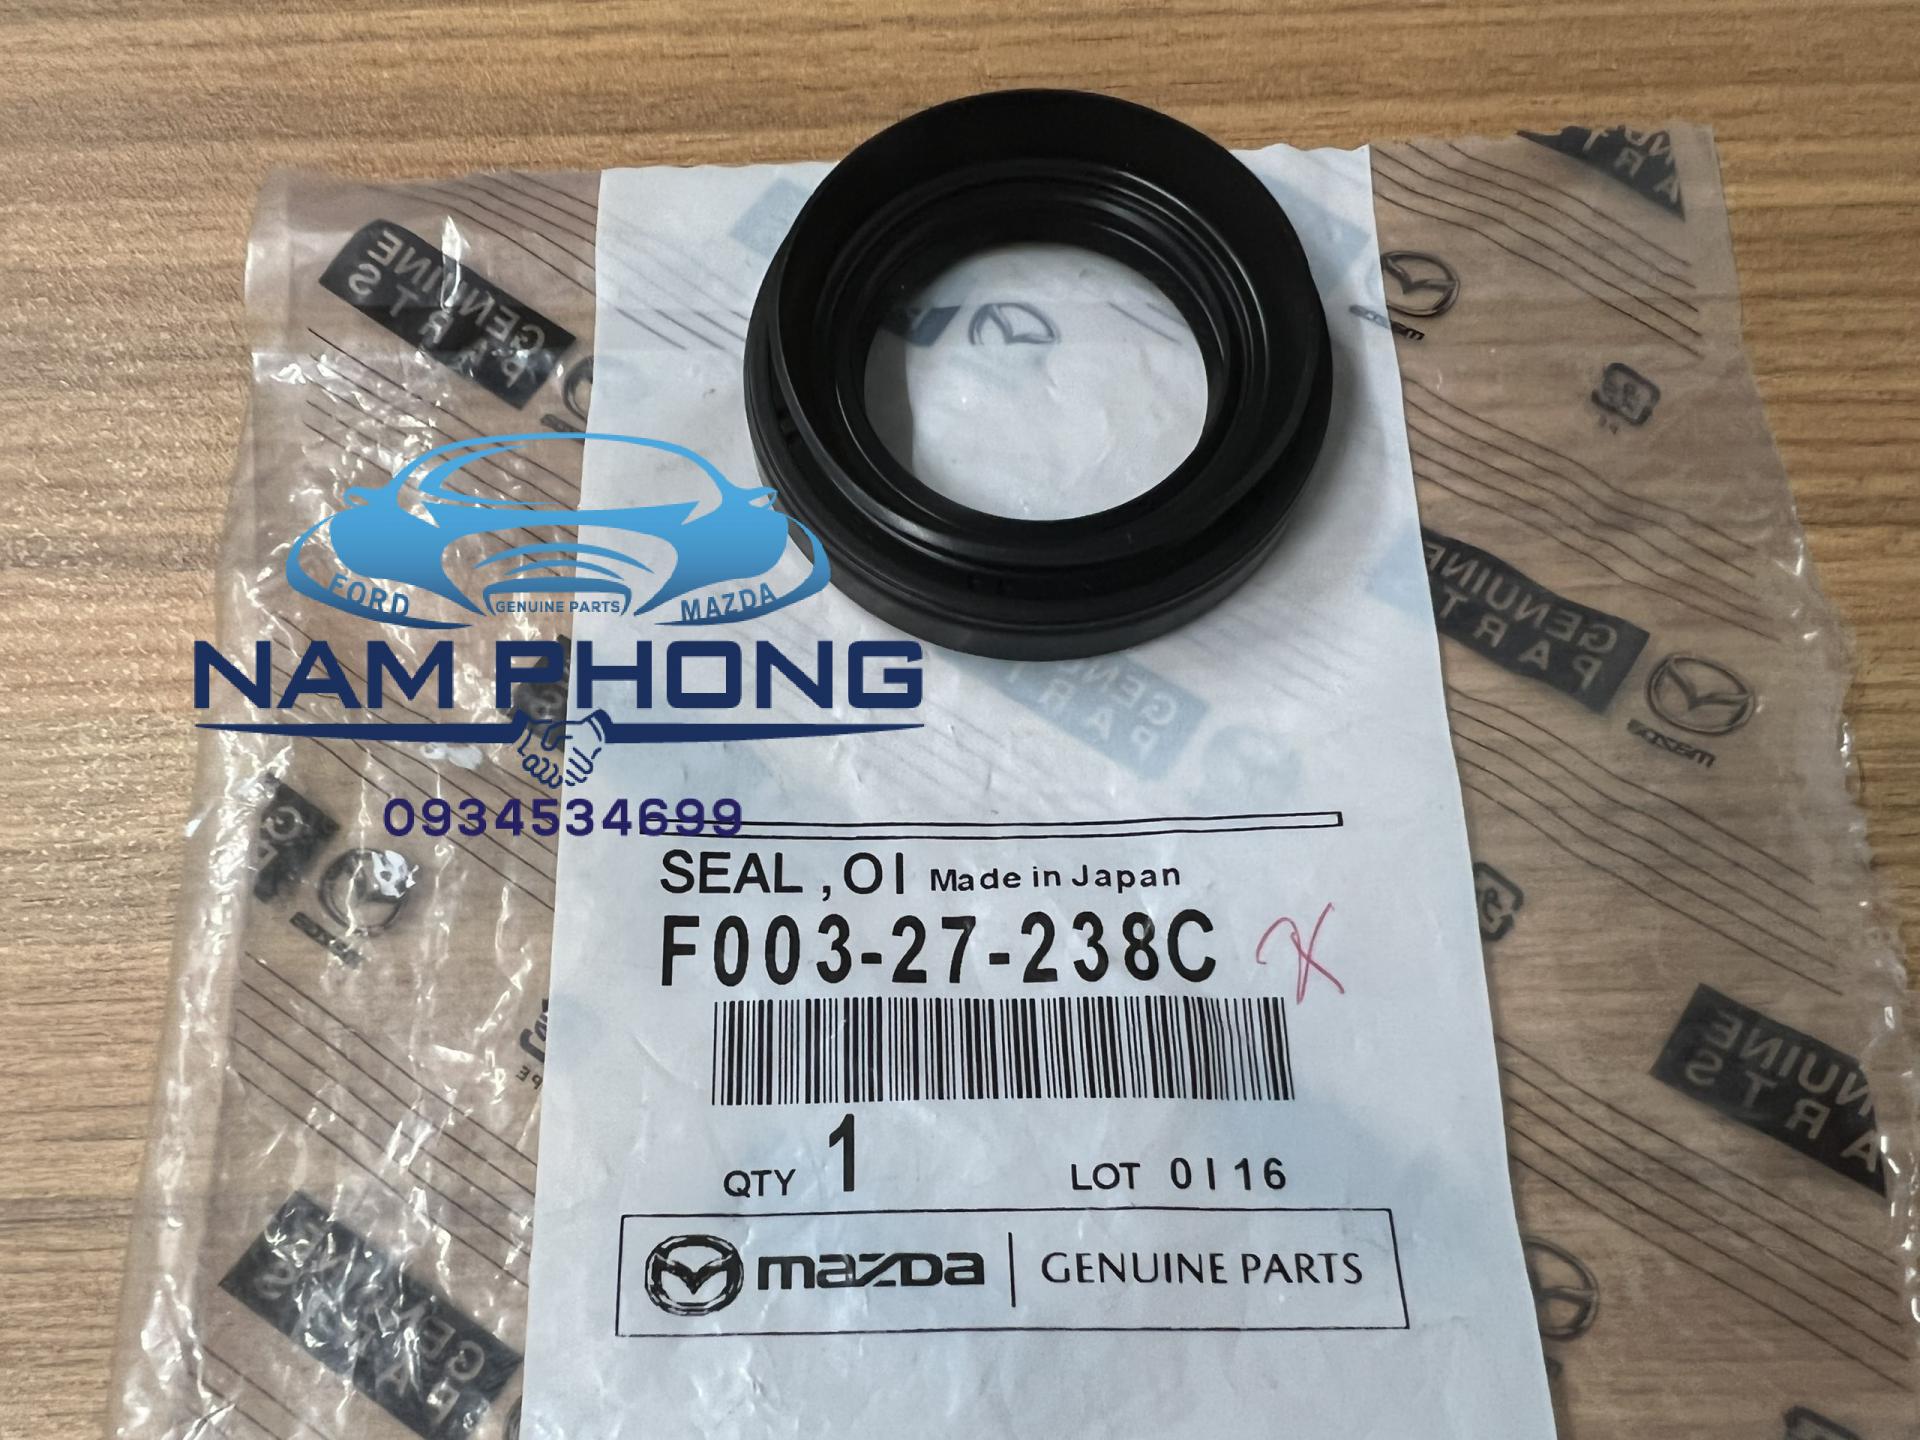 GENUINE
PARTS
FORD
GENUINE PARTS
MAZDA
NAM PHONG
0934534699
SEAL , OI Made in Japan
F003-27-238C
QTY 1
LOT 0116
mazda GENUINE PARTS
GENUINE
PARTS
mazda
GENUINE
PARTS